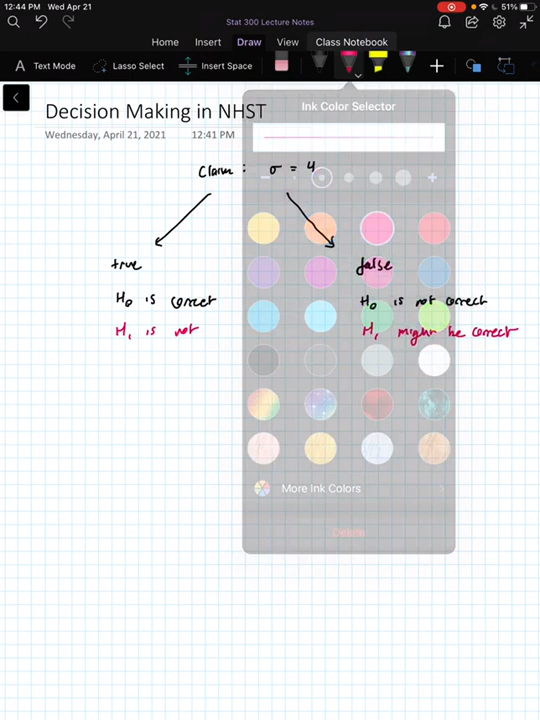 12:44 PM Wed Apr 21
51%
Stat 300 Lecture Notes
Home Insert Draw View Class Notebook
A Text Mode Lasso Select Insert Space
Decision Making in NHST
Ink Color Selector
Wednesday, April 21, 2021 12:41 PM
Claim : σ = 4
true false
H₀ is correct H₀ is not correct
H₁ is not H₁ might be correct
More Ink Colors
Delete